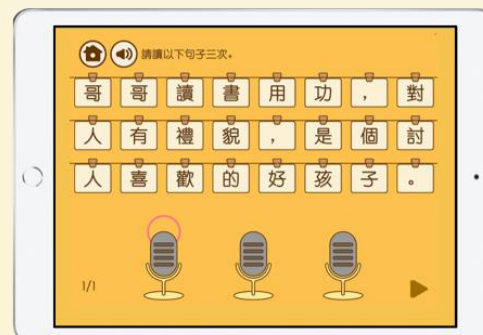 請讀以下句子三次。
哥哥讀書用功，對
人有禮貌，是個討
人喜歡的好孩子。
1/1